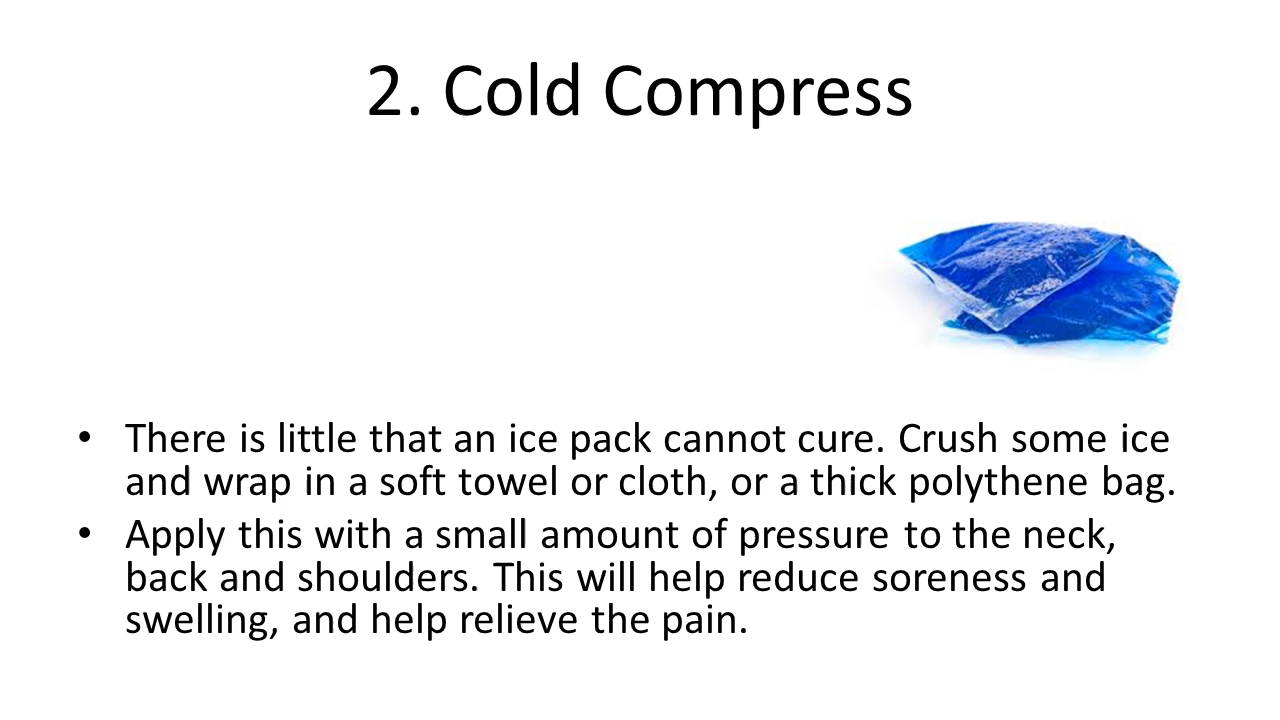 2. Cold Compress
• There is little that an ice pack cannot cure. Crush some ice
and wrap in a soft towel or cloth, or a thick polythene bag.
• Apply this with a small amount of pressure to the neck,
back and shoulders. This will help reduce soreness and
swelling, and help relieve the pain.